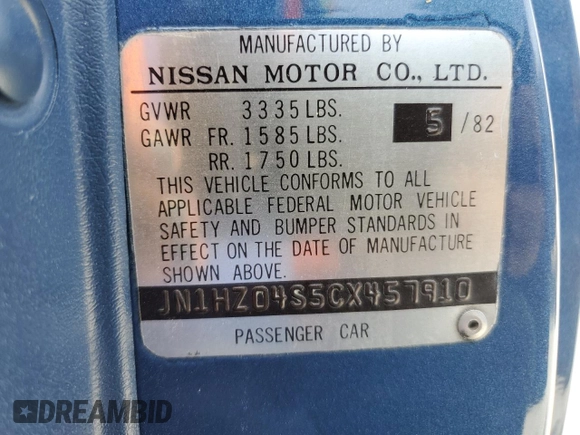 MANUFACTURED BY
NISSAN MOTOR CO., LTD.
GVWR 3335 LBS. 5 /82
GAWR FR. 1585 LBS.
RR. 1750 LBS.
THIS VEHICLE CONFORMS TO ALL
APPLICABLE FEDERAL MOTOR VEHICLE
SAFETY AND BUMPER STANDARDS IN
EFFECT ON THE DATE OF MANUFACTURE
SHOWN ABOVE.
JN1HZ04S5CX457910
PASSENGER CAR
DREAMBID